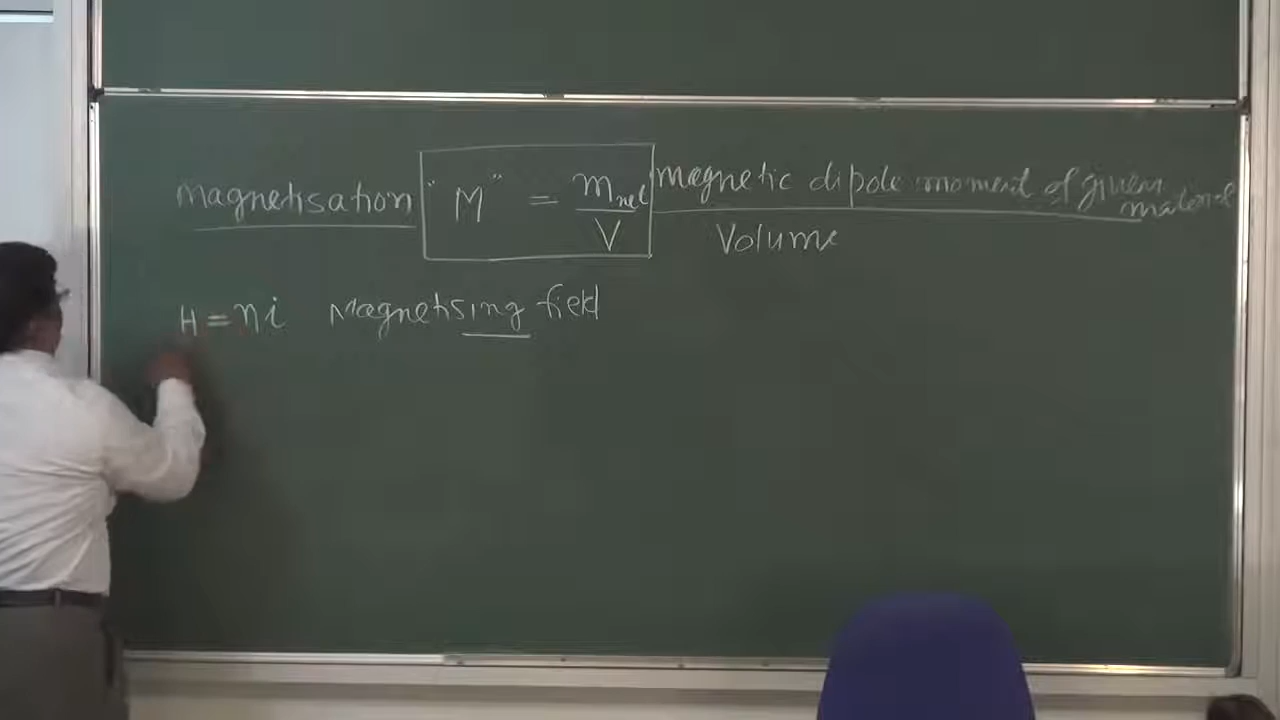 magnetisation "M" = m_net / V magnetic dipole moment of given material / Volume
H = ni Magnetising field